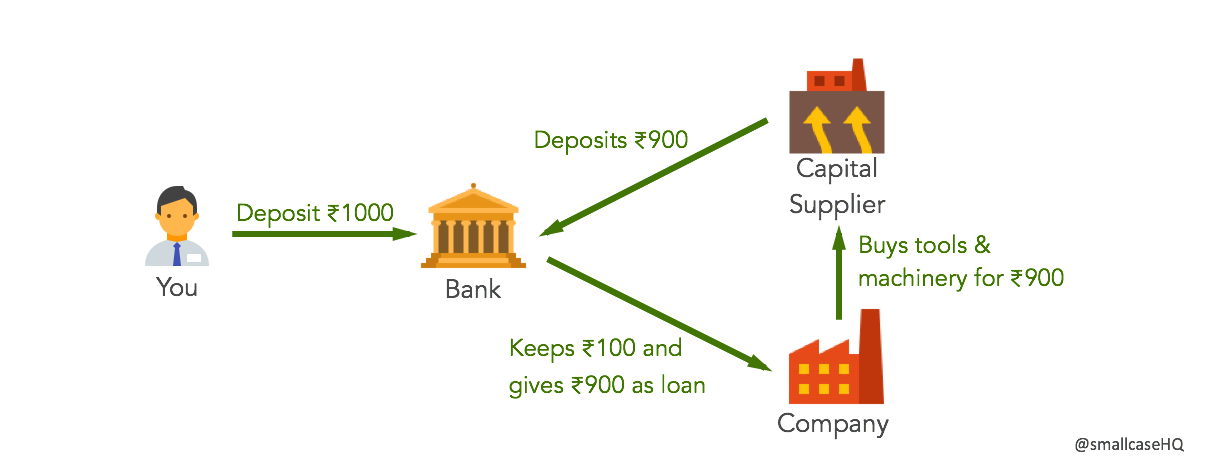 Deposit ₹1000
You
Bank
Deposits ₹900
Capital
Supplier
Buys tools &
machinery for ₹900
Keeps ₹100 and
gives ₹900 as loan
Company
@smallcaseHQ